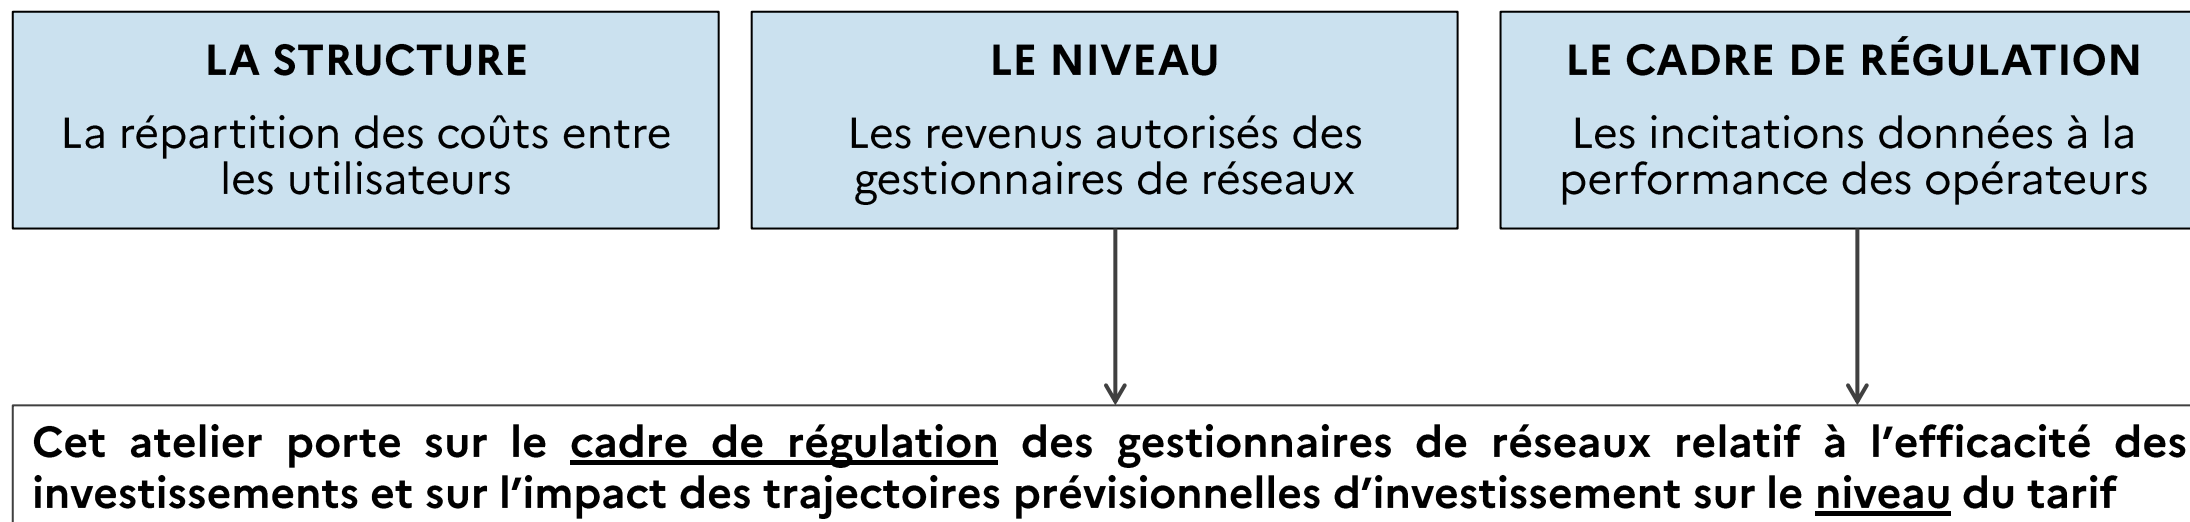 LA STRUCTURE
La répartition des coûts entre
les utilisateurs
LE NIVEAU
Les revenus autorisés des
gestionnaires de réseaux
LE CADRE DE RÉGULATION
Les incitations données à la
performance des opérateurs
Cet atelier porte sur le cadre de régulation des gestionnaires de réseaux relatif à l’efficacité des
investissements et sur l’impact des trajectoires prévisionnelles d’investissement sur le niveau du tarif